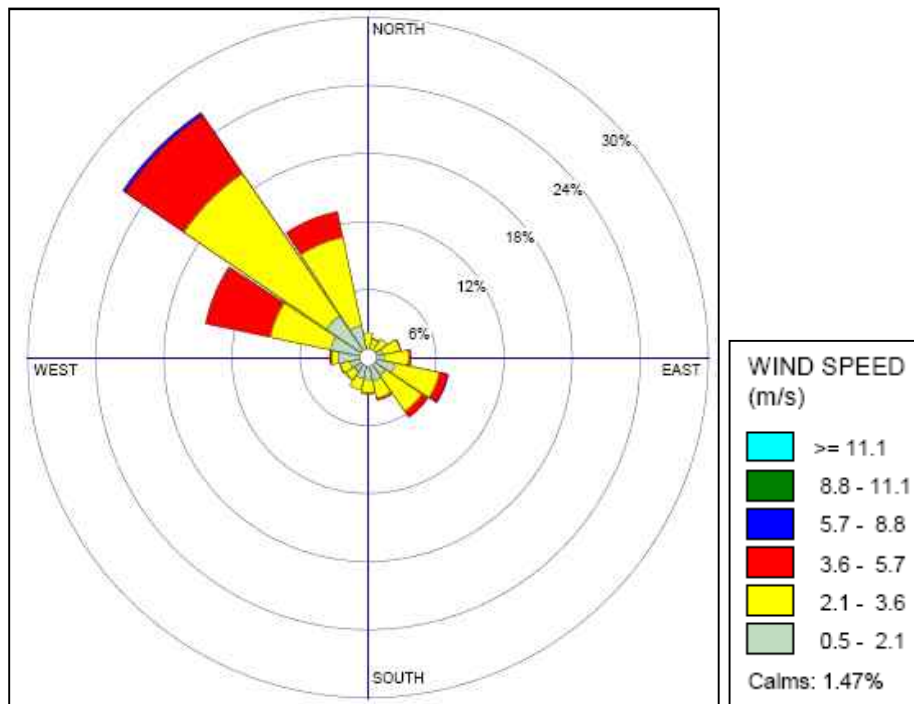 NORTH
30%
24%
18%
12%
6%
WEST
EAST
SOUTH
WIND SPEED
(m/s)
>= 11.1
8.8 - 11.1
5.7 - 8.8
3.6 - 5.7
2.1 - 3.6
0.5 - 2.1
Calms: 1.47%